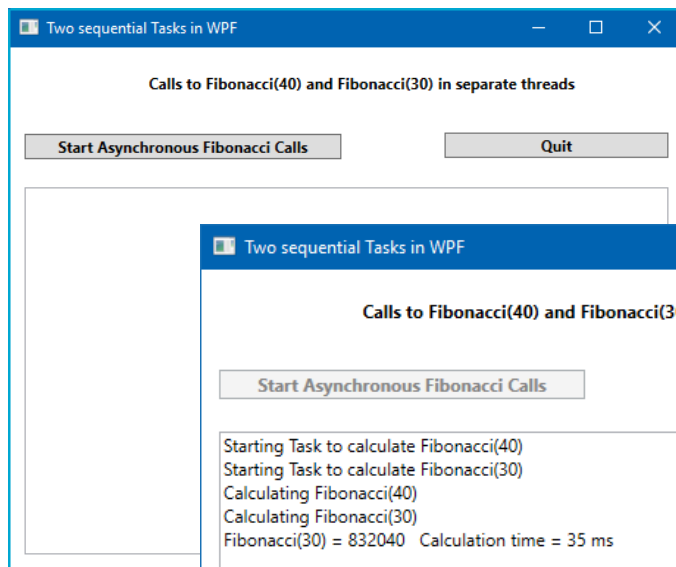 Two sequential Tasks in WPF
Calls to Fibonacci(40) and Fibonacci(30) in separate threads
Start Asynchronous Fibonacci Calls
Quit
Two sequential Tasks in WPF
Calls to Fibonacci(40) and Fibonacci(3
Start Asynchronous Fibonacci Calls
Starting Task to calculate Fibonacci(40)
Starting Task to calculate Fibonacci(30)
Calculating Fibonacci(40)
Calculating Fibonacci(30)
Fibonacci(30) = 832040   Calculation time = 35 ms